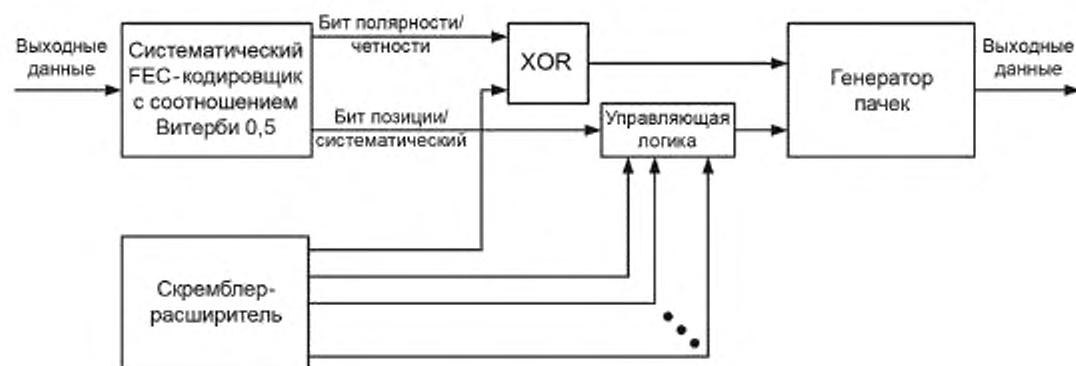 Выходные
данные
Систематический
FEC-кодировщик
с соотношением
Витерби 0,5
Бит полярности/
четности
Бит позиции/
систематический
XOR
Управляющая
логика
Генератор
пачек
Выходные
данные
Скремблер-
расширитель